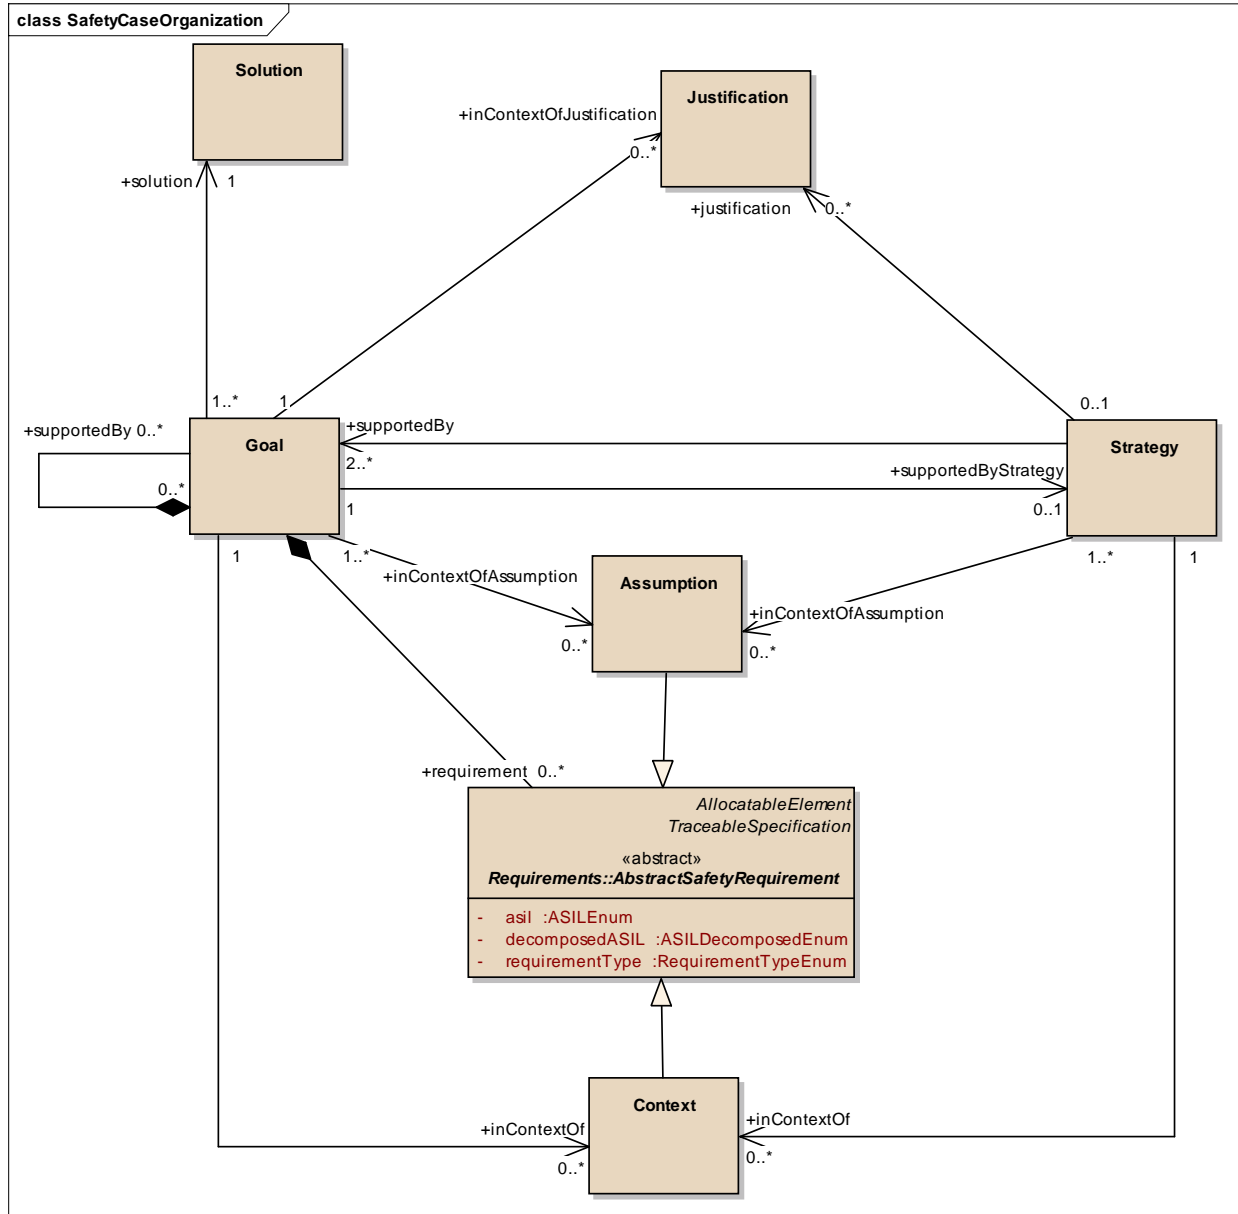 class SafetyCaseOrganization
Solution
Justification
+inContextOfJustification
0..*
+solution
1
+justification
0..*
1..*
1
0..1
+supportedBy 0..*
Goal
+supportedBy
Strategy
2..*
+supportedByStrategy
0..*
1
0..1
1
1..*
1..*
1
+inContextOfAssumption
Assumption
+inContextOfAssumption
0..*
0..*
+requirement 0..*
AllocatableElement
TraceableSpecification
«abstract»
Requirements::AbstractSafetyRequirement
- asil :ASILEnum
- decomposedASIL :ASILDecomposedEnum
- requirementType :RequirementTypeEnum
Context
+inContextOf
+inContextOf
0..*
0..*